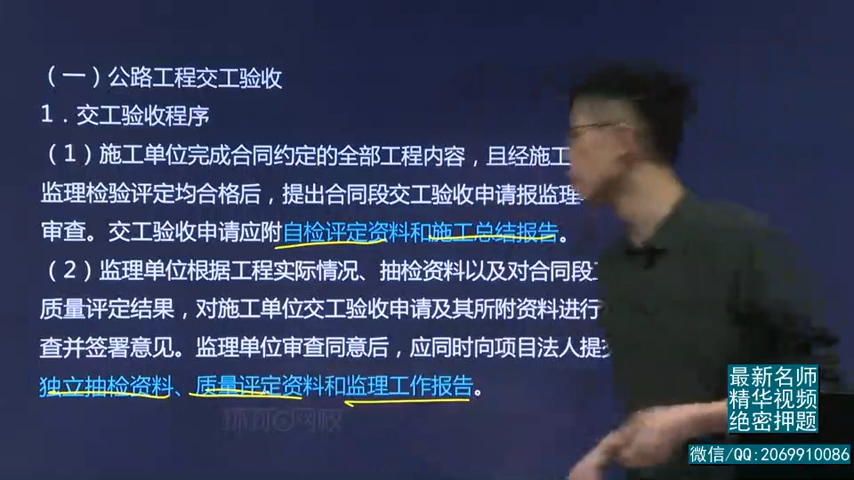 （一）公路工程交工验收
1．交工验收程序
（1）施工单位完成合同约定的全部工程内容，且经施工
监理检验评定均合格后，提出合同段交工验收申请报监理
审查。交工验收申请应附自检评定资料和施工总结报告。
（2）监理单位根据工程实际情况、抽检资料以及对合同段
质量评定结果，对施工单位交工验收申请及其所附资料进行
查并签署意见。监理单位审查同意后，应同时向项目法人提
独立抽检资料、质量评定资料和监理工作报告。
环球网校
最新名师
精华视频
绝密押题
微信/QQ:2069910086